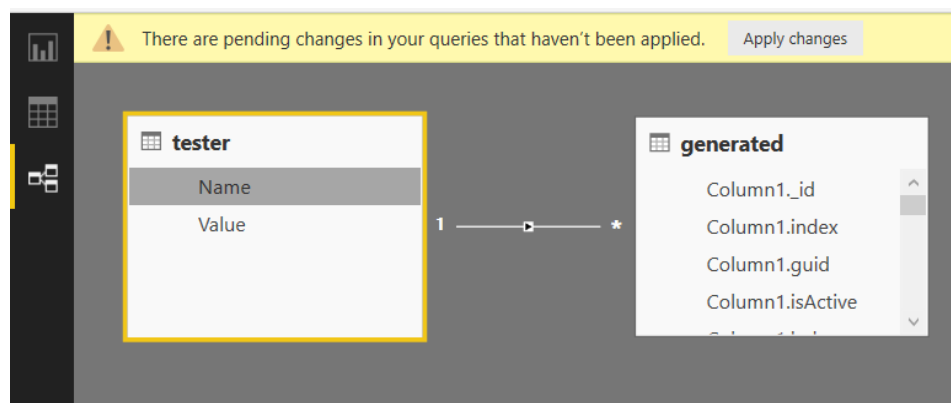 There are pending changes in your queries that haven't been applied. Apply changes
tester
Name
Value
1
*
generated
Column1._id
Column1.index
Column1.guid
Column1.isActive